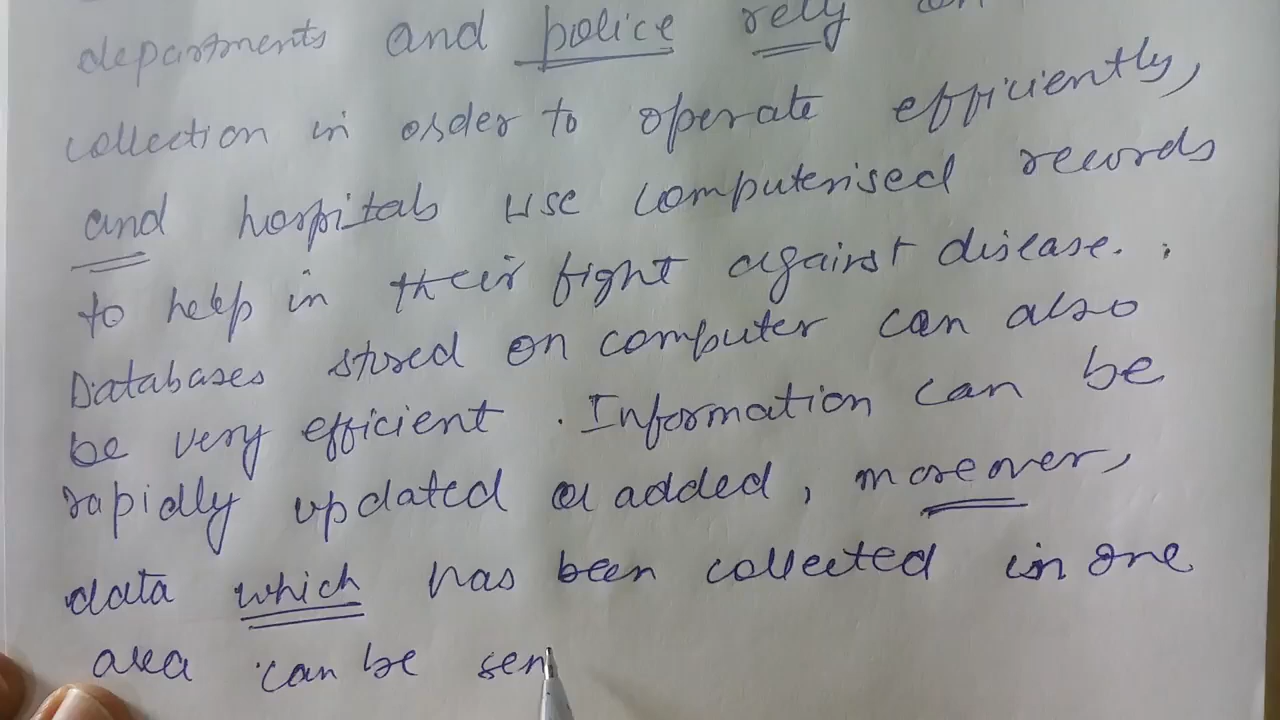 departments and police rely on
collection in order to operate efficiently,
and hospitals use computerised records
to help in their fight against disease.
Databases stored on computer can also
be very efficient. Information can be
rapidly updated or added, moreover,
data which has been collected in one
area can be sen